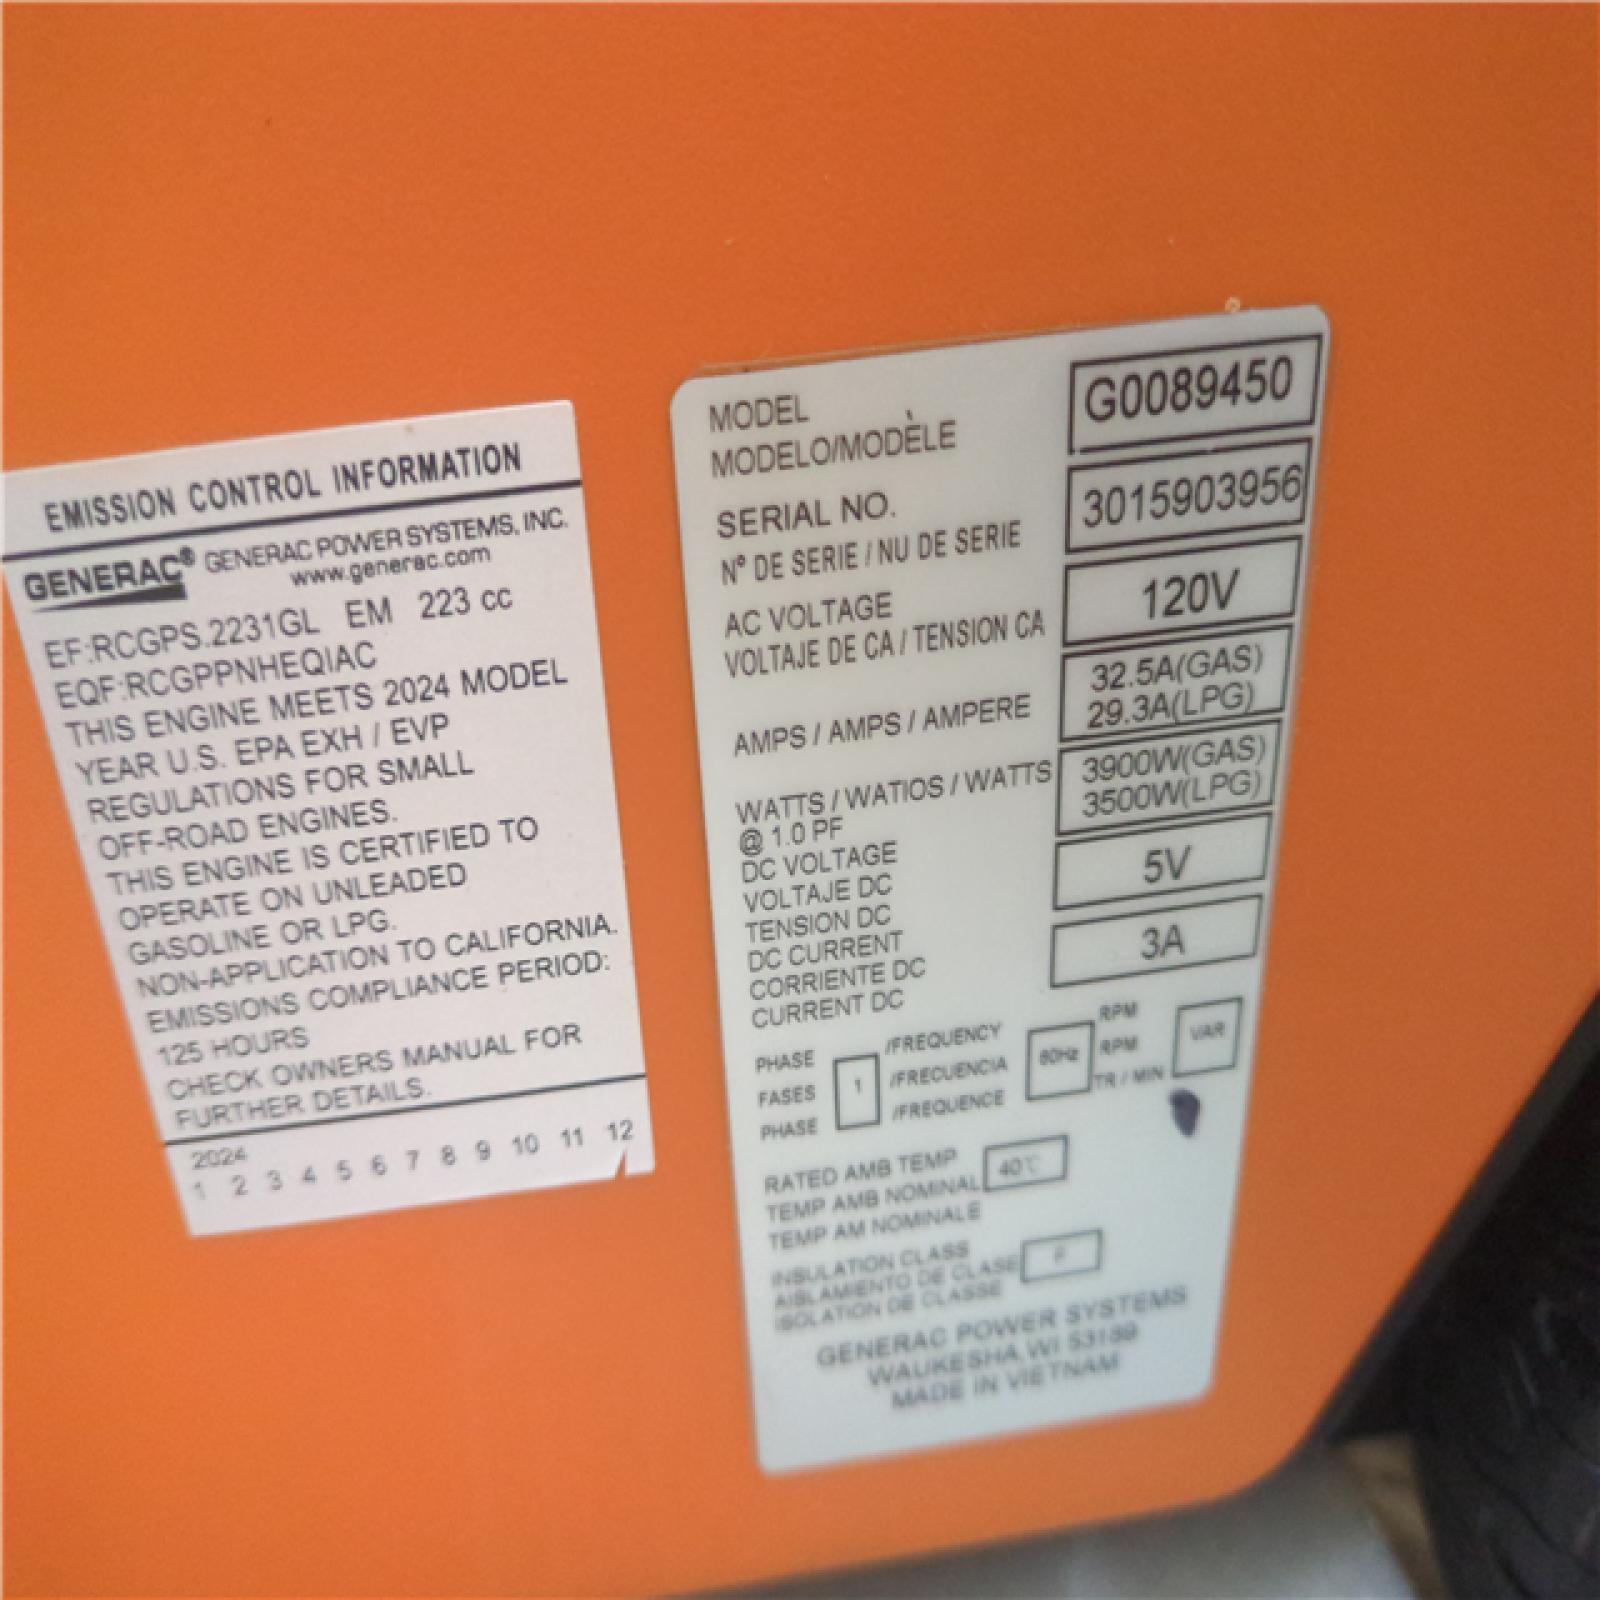 EMISSION CONTROL INFORMATION
GENERAC® GENERAC POWER SYSTEMS, INC.
www.generac.com
EF:RCGPS.2231GL EM 223 cc
EQF:RCGPPNHEQIAC
THIS ENGINE MEETS 2024 MODEL
YEAR U.S. EPA EXH / EVP
REGULATIONS FOR SMALL
OFF-ROAD ENGINES.
THIS ENGINE IS CERTIFIED TO
OPERATE ON UNLEADED
GASOLINE OR LPG.
NON-APPLICATION TO CALIFORNIA.
EMISSIONS COMPLIANCE PERIOD:
125 HOURS
CHECK OWNERS MANUAL FOR
FURTHER DETAILS.
2024
1 2 3 4 5 6 7 8 9 10 11 12
MODEL
MODELO/MODÈLE
G0089450
SERIAL NO.
Nº DE SERIE / NU DE SERIE
3015903956
AC VOLTAGE
VOLTAJE DE CA / TENSION CA
120V
AMPS / AMPS / AMPERE
32.5A(GAS)
29.3A(LPG)
WATTS / WATIOS / WATTS
@ 1.0 PF
3900W(GAS)
3500W(LPG)
DC VOLTAGE
VOLTAJE DC
TENSION DC
5V
DC CURRENT
CORRIENTE DC
CURRENT DC
3A
PHASE
FASES
PHASE
1
/FREQUENCY
/FRECUENCIA
/FREQUENCE
60Hz
RPM
RPM
TR / MIN
VAR
RATED AMB TEMP
TEMP AMB NOMINAL
TEMP AM NOMINALE
40℃
INSULATION CLASS
AISLAMIENTO DE CLASE
ISOLATION DE CLASSE
F
GENERAC POWER SYSTEMS
WAUKESHA, WI 53189
MADE IN VIETNAM